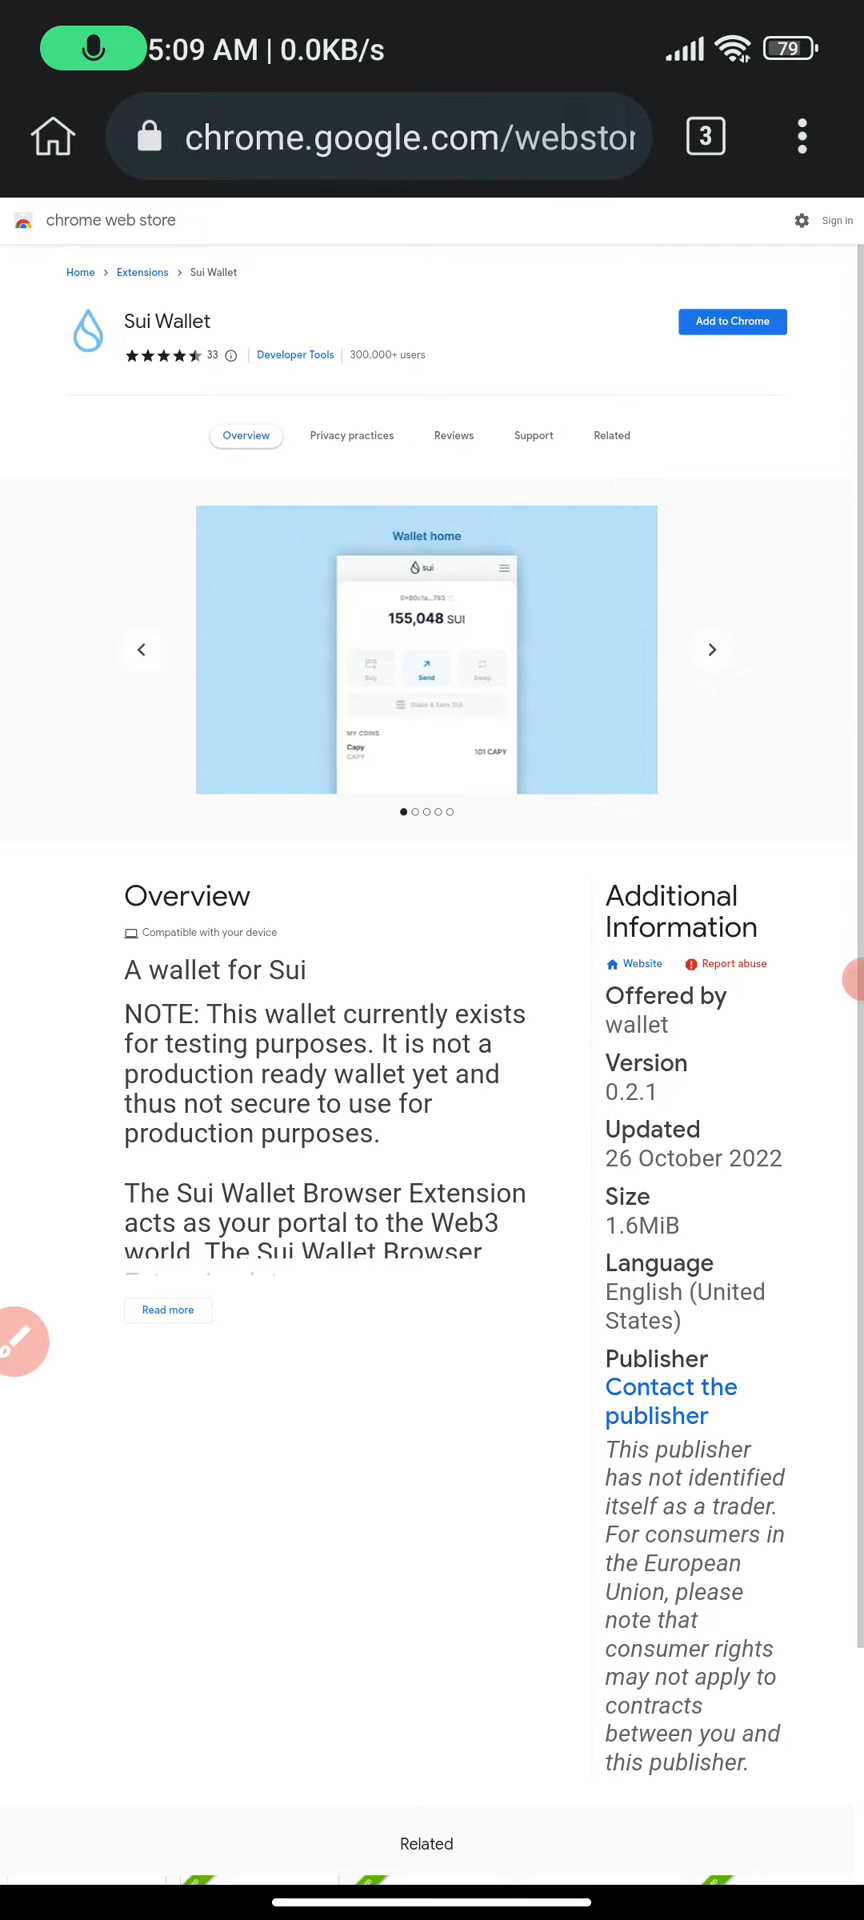 5:09 AM | 0.0KB/s
79
chrome.google.com/webstor
3
chrome web store
Sign in
Home > Extensions > Sui Wallet
Sui Wallet
Add to Chrome
33
Developer Tools
300.000+ users
Overview
Privacy practices
Reviews
Support
Related
Wallet home
sui
155,048 SUI
Buy
Send
Swap
Stake & Earn SUI
MY COINS
Capy
CAPY
101 CAPY
Overview
Compatible with your device
A wallet for Sui
NOTE: This wallet currently exists
for testing purposes. It is not a
production ready wallet yet and
thus not secure to use for
production purposes.
The Sui Wallet Browser Extension
acts as your portal to the Web3
world. The Sui Wallet Browser
Read more
Additional
Information
Website
Report abuse
Offered by
wallet
Version
0.2.1
Updated
26 October 2022
Size
1.6MiB
Language
English (United
States)
Publisher
Contact the
publisher
This publisher
has not identified
itself as a trader.
For consumers in
the European
Union, please
note that
consumer rights
may not apply to
contracts
between you and
this publisher.
Related